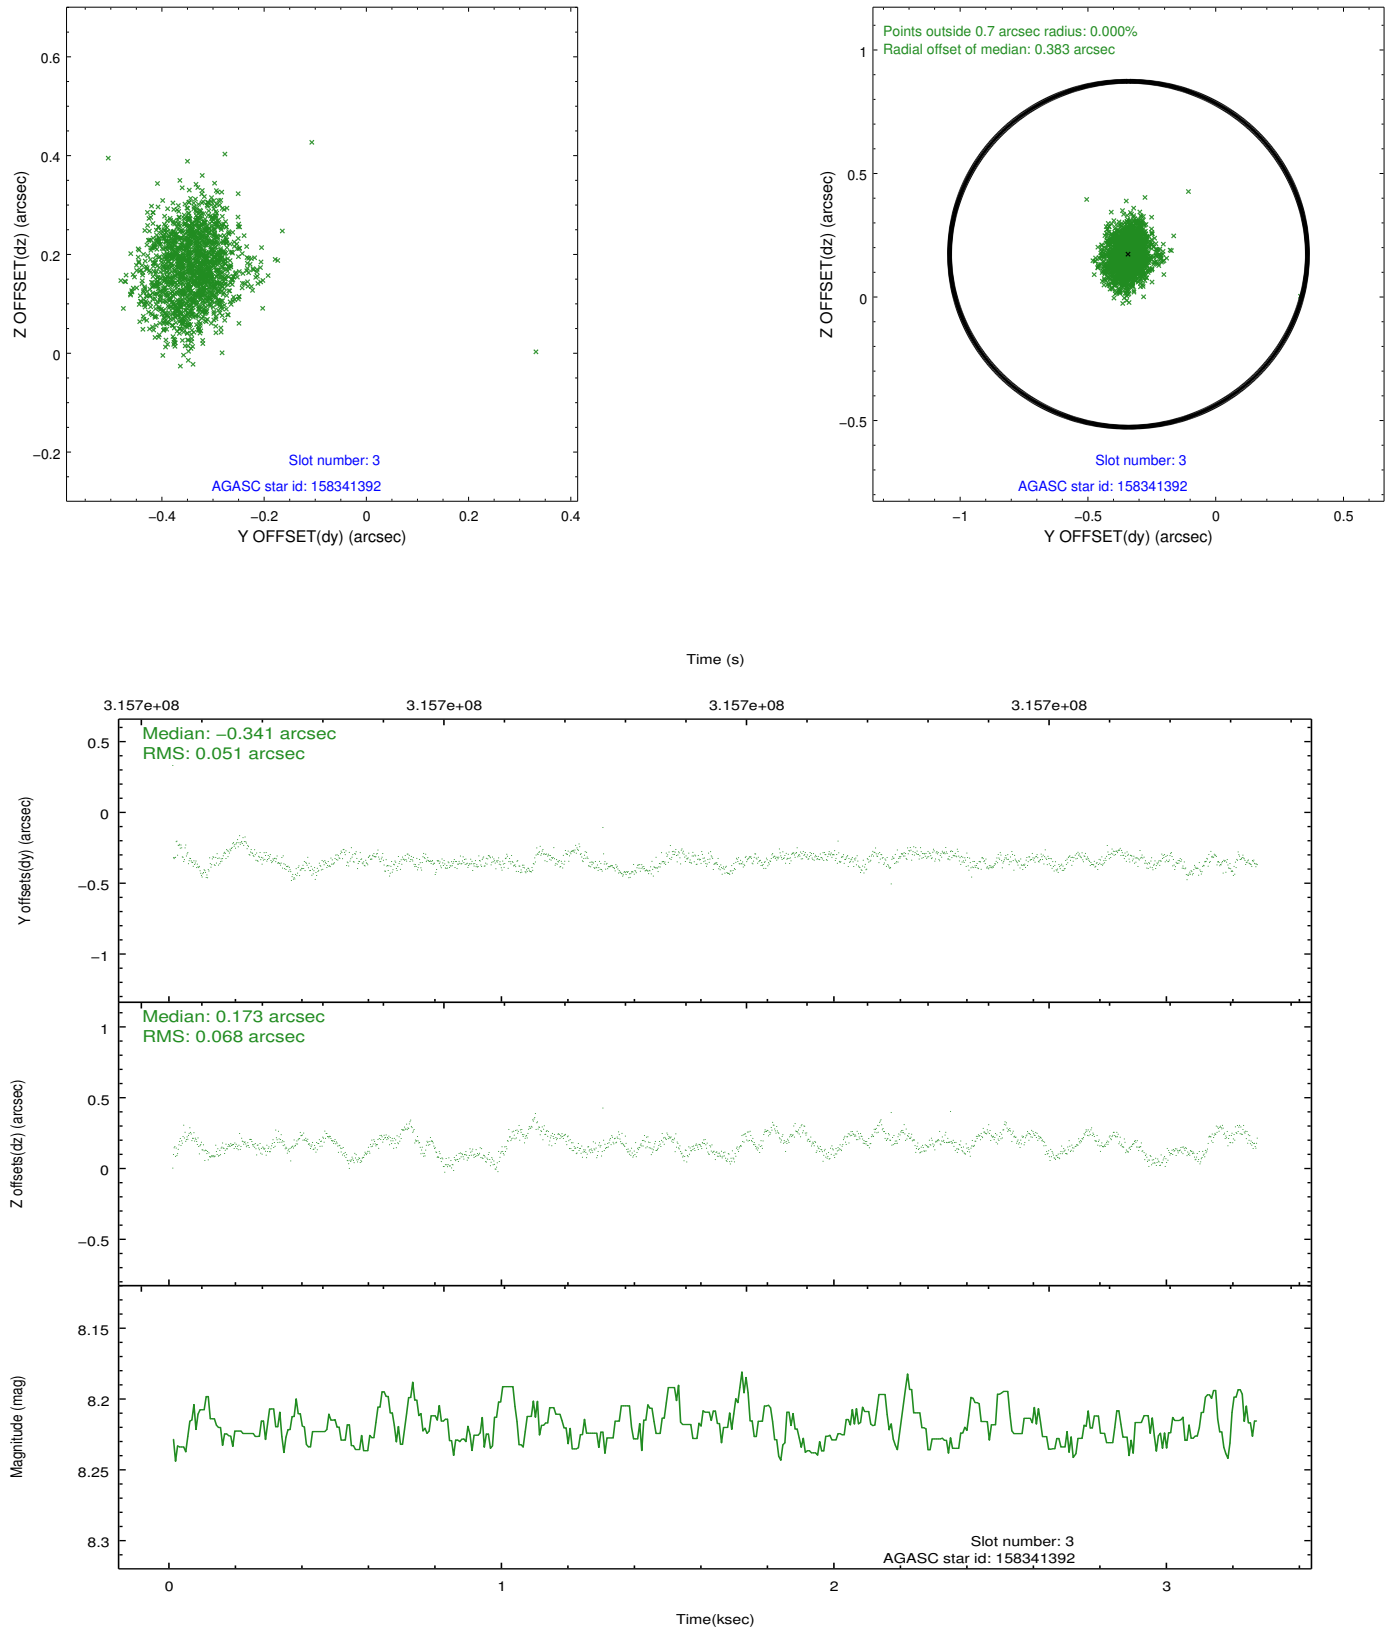 0.6
0.4
0.2
0
−0.2
Z OFFSET(dz) (arcsec)
Slot number: 3
AGASC star id: 158341392
−0.4 −0.2 0 0.2 0.4
Y OFFSET(dy) (arcsec)
Points outside 0.7 arcsec radius: 0.000%
Radial offset of median: 0.383 arcsec
1
0.5
0
−0.5
Z OFFSET(dz) (arcsec)
Slot number: 3
AGASC star id: 158341392
−1 −0.5 0 0.5
Y OFFSET(dy) (arcsec)
Time (s)
3.157e+08 3.157e+08 3.157e+08 3.157e+08
Median: −0.341 arcsec
RMS: 0.051 arcsec
0.5
0
−0.5
−1
Y offsets(dy) (arcsec)
Median: 0.173 arcsec
RMS: 0.068 arcsec
1
0.5
0
−0.5
Z offsets(dz) (arcsec)
8.15
8.2
8.25
8.3
Magnitude (mag)
Slot number: 3
AGASC star id: 158341392
0 1 2 3
Time(ksec)